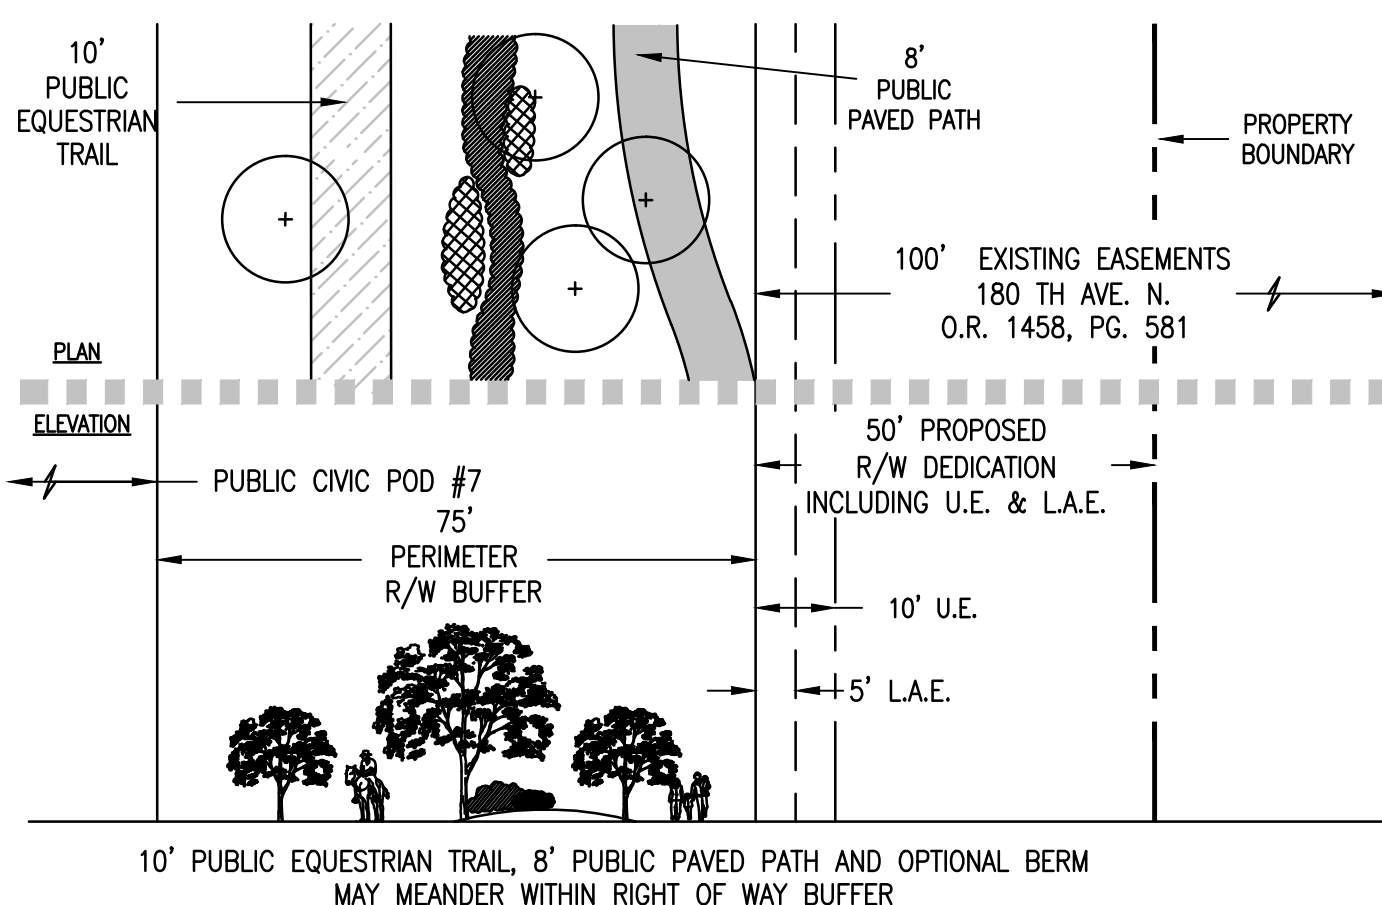 10'
PUBLIC
EQUESTRIAN
TRAIL
8'
PUBLIC
PAVED PATH
PROPERTY
BOUNDARY
100' EXISTING EASEMENTS
180 TH AVE. N.
O.R. 1458, PG. 581
PLAN
ELEVATION
50' PROPOSED
R/W DEDICATION
INCLUDING U.E. & L.A.E.
PUBLIC CIVIC POD #7
75'
PERIMETER
R/W BUFFER
10' U.E.
5' L.A.E.
10' PUBLIC EQUESTRIAN TRAIL, 8' PUBLIC PAVED PATH AND OPTIONAL BERM
MAY MEANDER WITHIN RIGHT OF WAY BUFFER